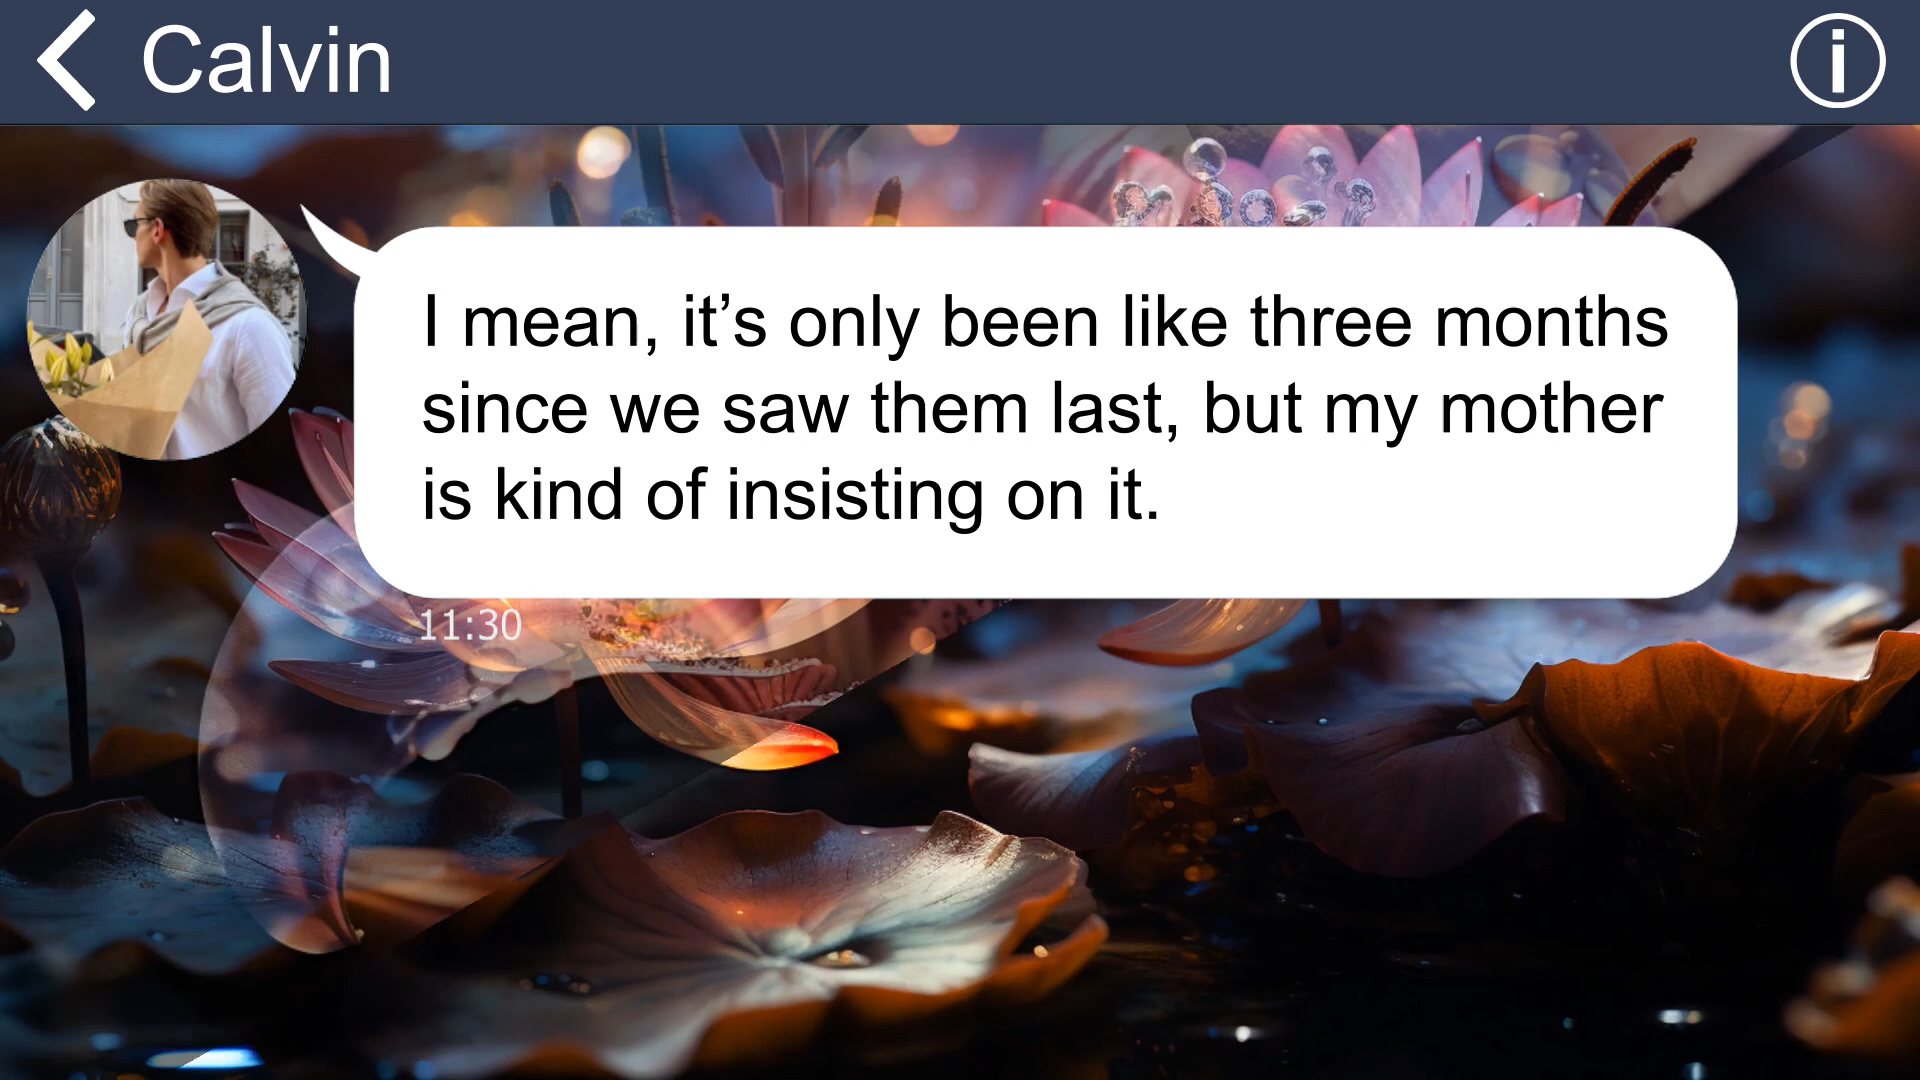 Calvin
I mean, it’s only been like three months
since we saw them last, but my mother
is kind of insisting on it.
11:30